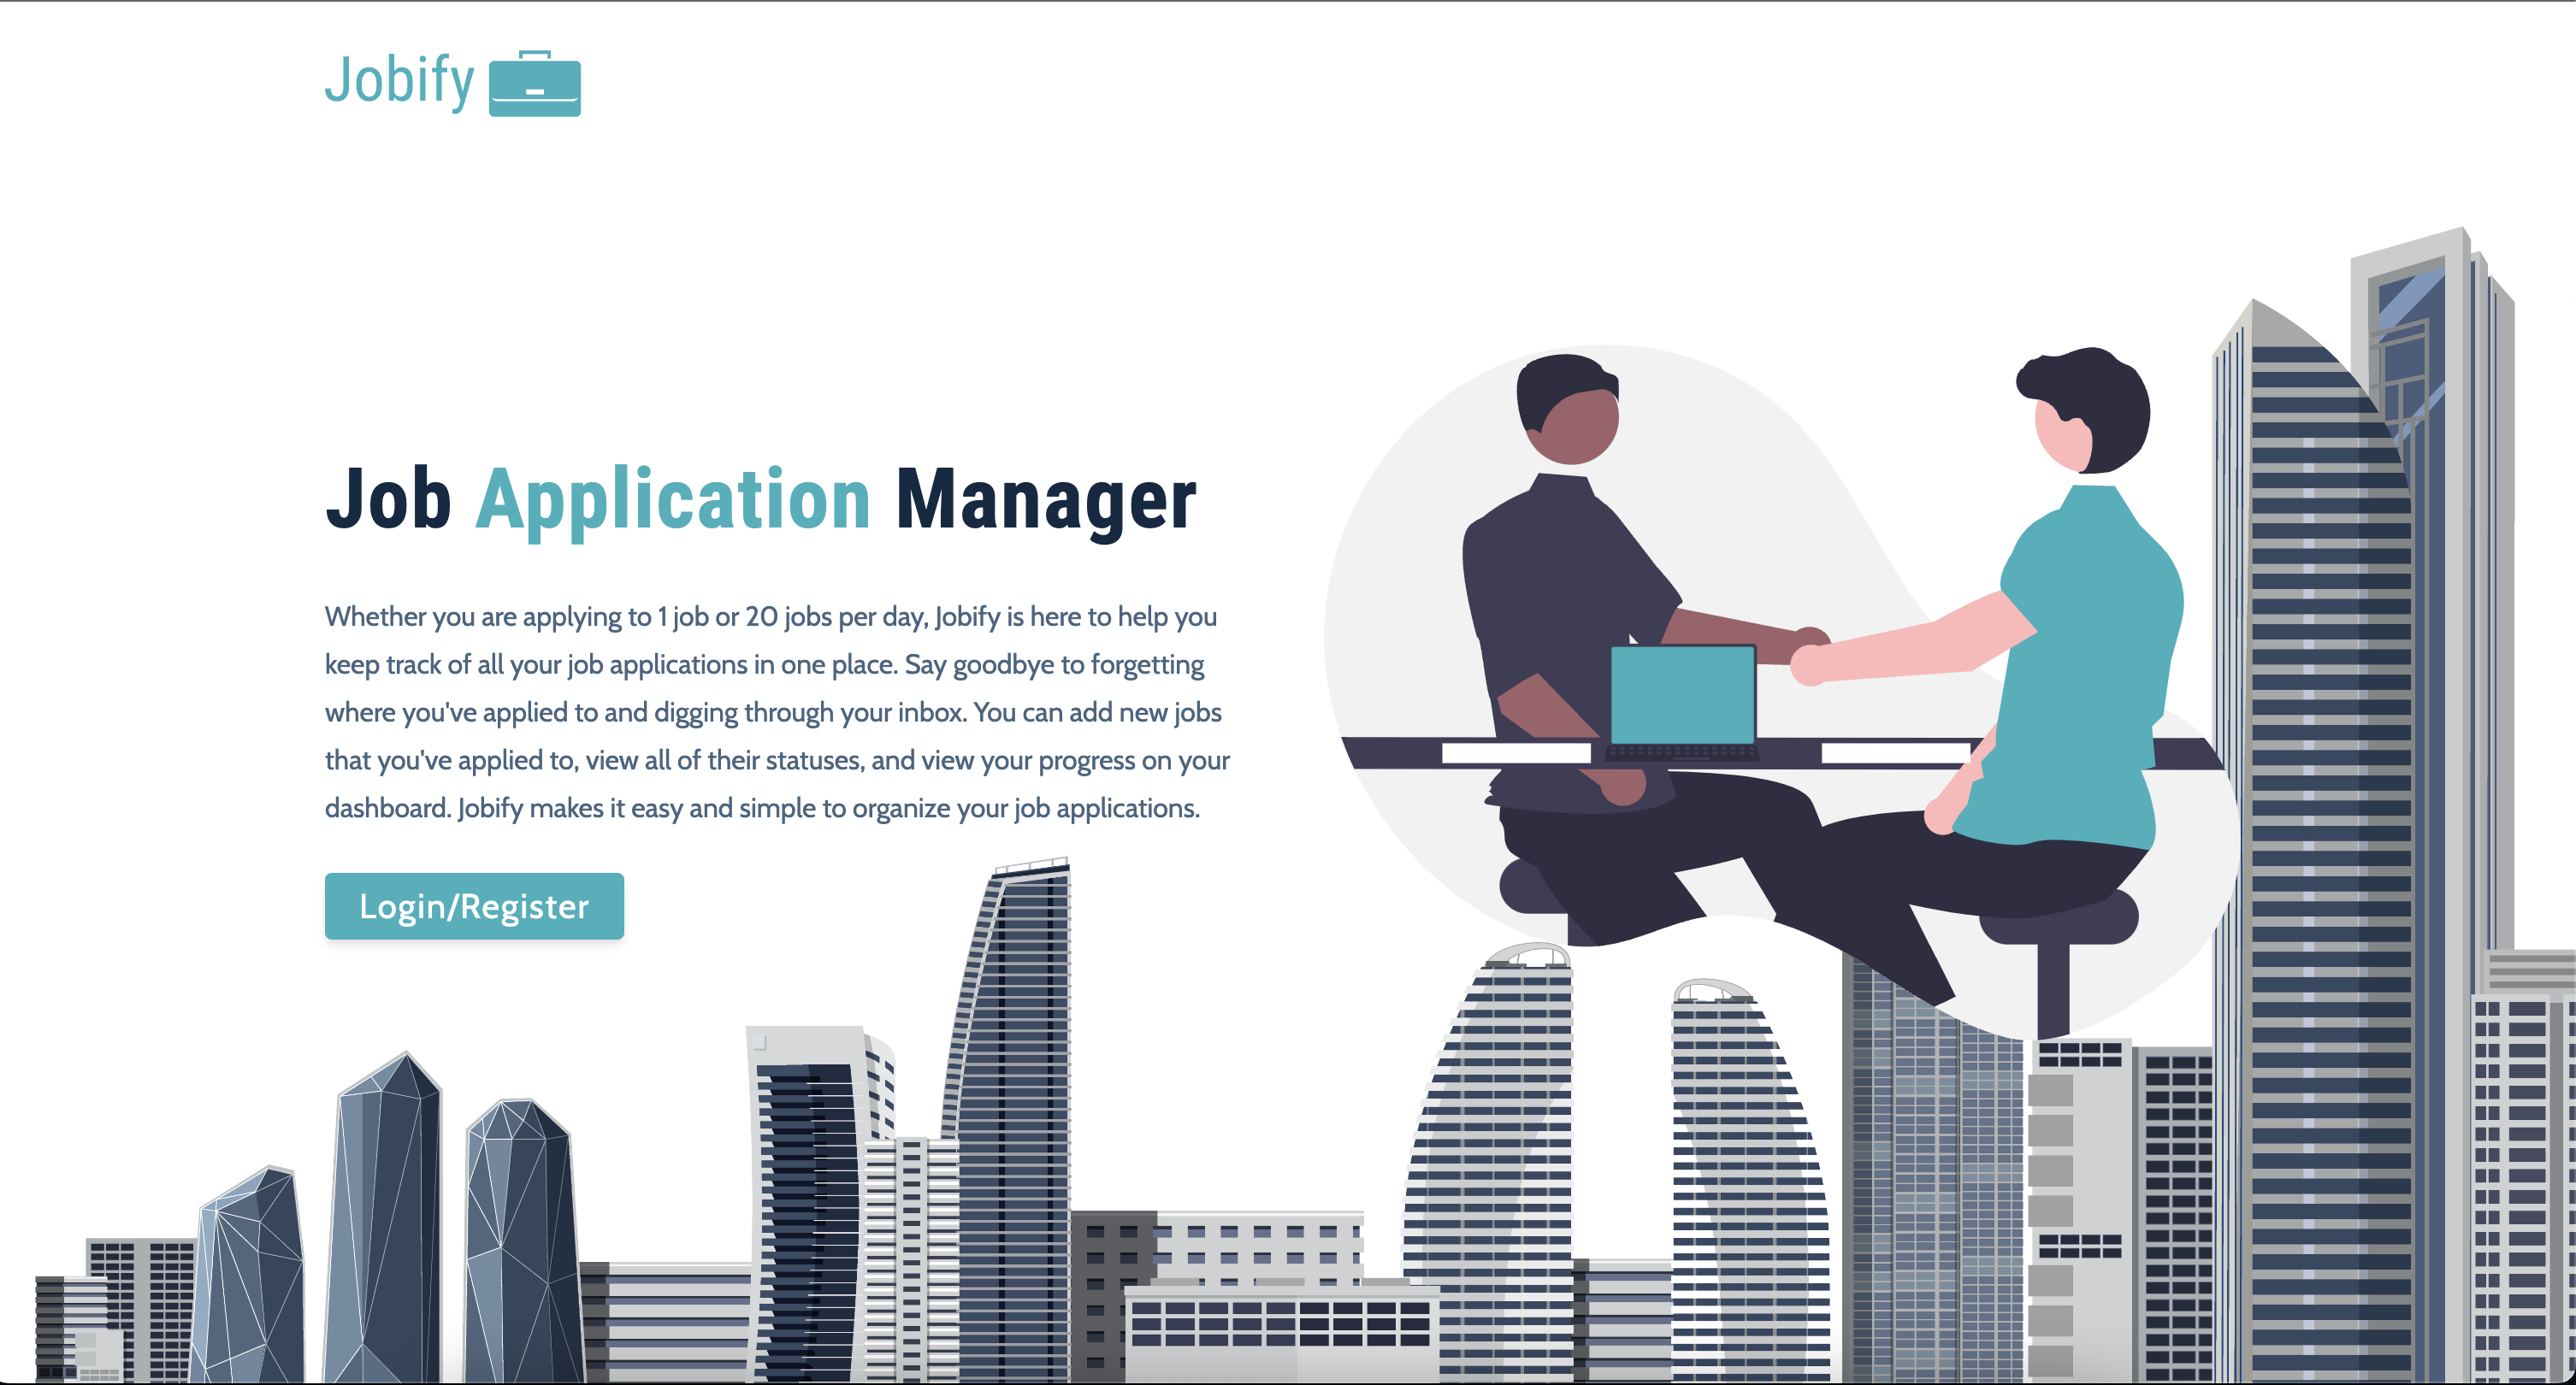 Jobify
Job Application Manager
Whether you are applying to 1 job or 20 jobs per day, Jobify is here to help you
keep track of all your job applications in one place. Say goodbye to forgetting
where you've applied to and digging through your inbox. You can add new jobs
that you've applied to, view all of their statuses, and view your progress on your
dashboard. Jobify makes it easy and simple to organize your job applications.
Login/Register